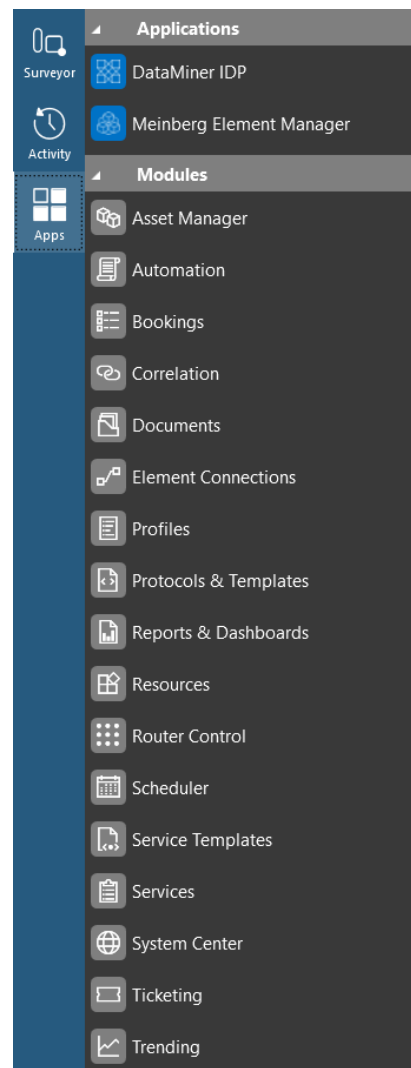 Surveyor
Activity
Apps
Applications
DataMiner IDP
Meinberg Element Manager
Modules
Asset Manager
Automation
Bookings
Correlation
Documents
Element Connections
Profiles
Protocols & Templates
Reports & Dashboards
Resources
Router Control
Scheduler
Service Templates
Services
System Center
Ticketing
Trending